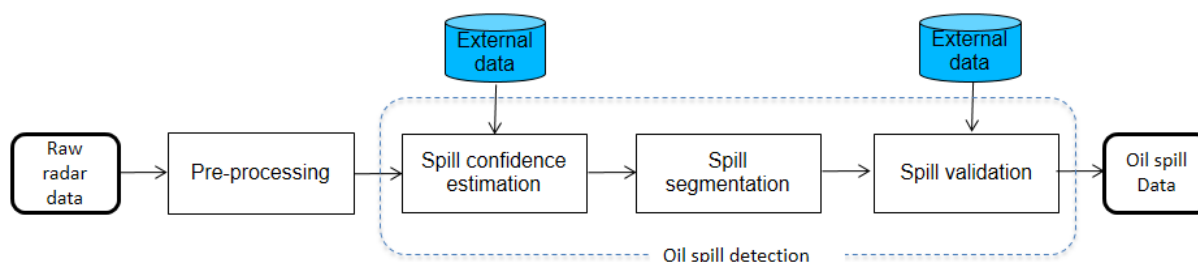 External
data
External
data
Raw
radar
data
Pre-processing
Spill confidence
estimation
Spill
segmentation
Spill validation
Oil spill
Data
Oil spill detection